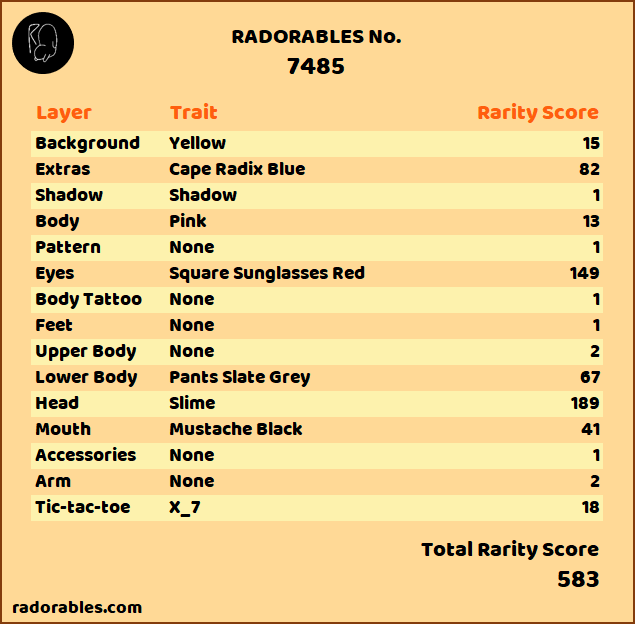 RADORABLES No.
7485
Layer Trait Rarity Score
Background Yellow 15
Extras Cape Radix Blue 82
Shadow Shadow 1
Body Pink 13
Pattern None 1
Eyes Square Sunglasses Red 149
Body Tattoo None 1
Feet None 1
Upper Body None 2
Lower Body Pants Slate Grey 67
Head Slime 189
Mouth Mustache Black 41
Accessories None 1
Arm None 2
Tic-tac-toe X_7 18
Total Rarity Score
583
radorables.com